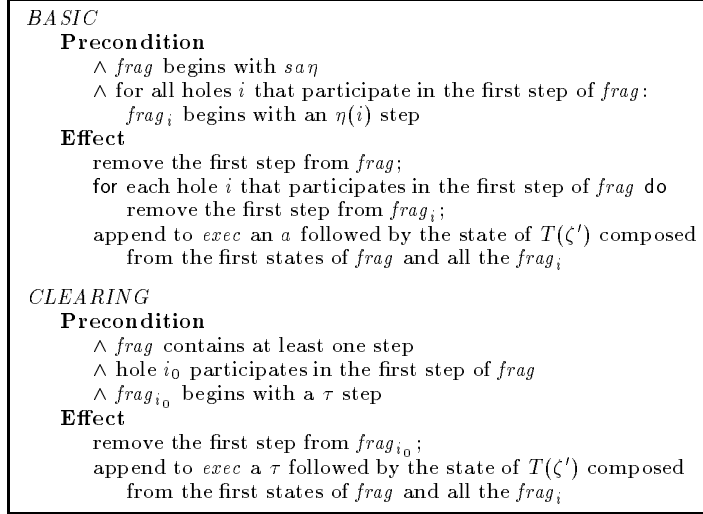 BASIC
Precondition
∧ frag begins with saη
∧ for all holes i that participate in the first step of frag:
frag_i begins with an η(i) step
Effect
remove the first step from frag;
for each hole i that participates in the first step of frag do
remove the first step from frag_i;
append to exec an a followed by the state of T(ζ′) composed
from the first states of frag and all the frag_i
CLEARING
Precondition
∧ frag contains at least one step
∧ hole i_0 participates in the first step of frag
∧ frag_{i_0} begins with a τ step
Effect
remove the first step from frag_{i_0};
append to exec a τ followed by the state of T(ζ′) composed
from the first states of frag and all the frag_i